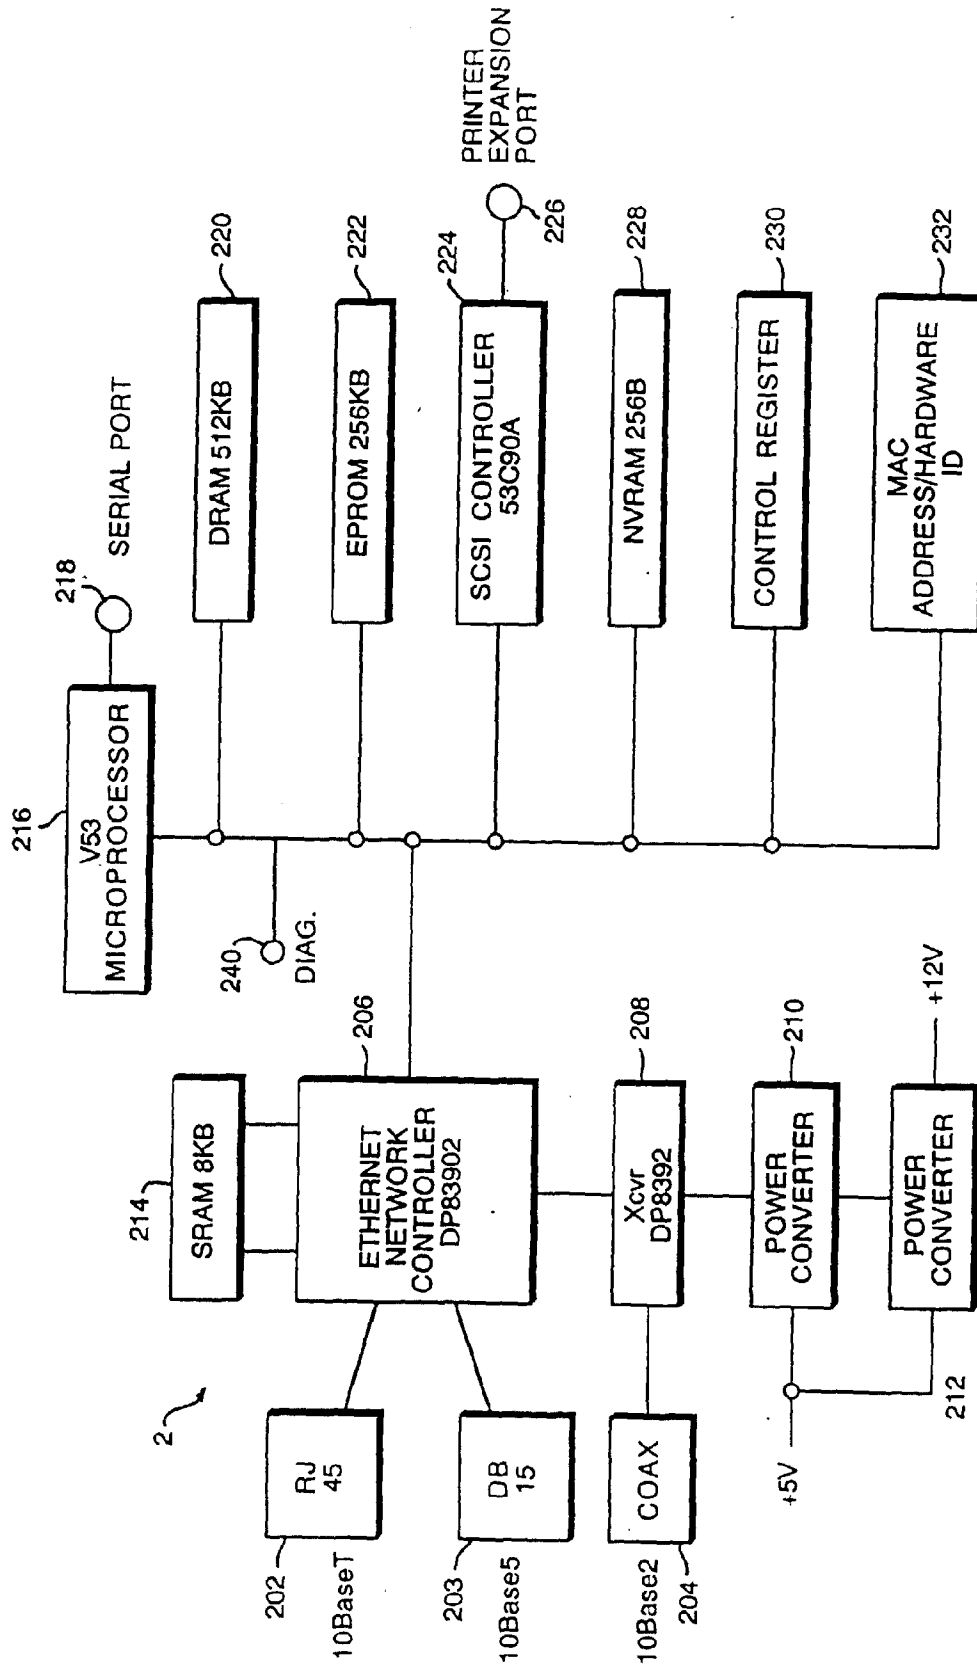 2
202
RJ
45
10BaseT
203
DB
15
10Base5
204
COAX
10Base2
214
SRAM 8KB
206
ETHERNET
NETWORK
CONTROLLER
DP83902
208
Xcvr
DP8392
210
POWER
CONVERTER
POWER
CONVERTER
+5V
212
+12V
216
V53
MICROPROCESSOR
218
SERIAL PORT
240
DIAG.
220
DRAM 512KB
222
EPROM 256KB
224
SCSI CONTROLLER
53C90A
226
PRINTER
EXPANSION
PORT
228
NVRAM 256B
230
CONTROL REGISTER
232
MAC
ADDRESS/HARDWARE
ID